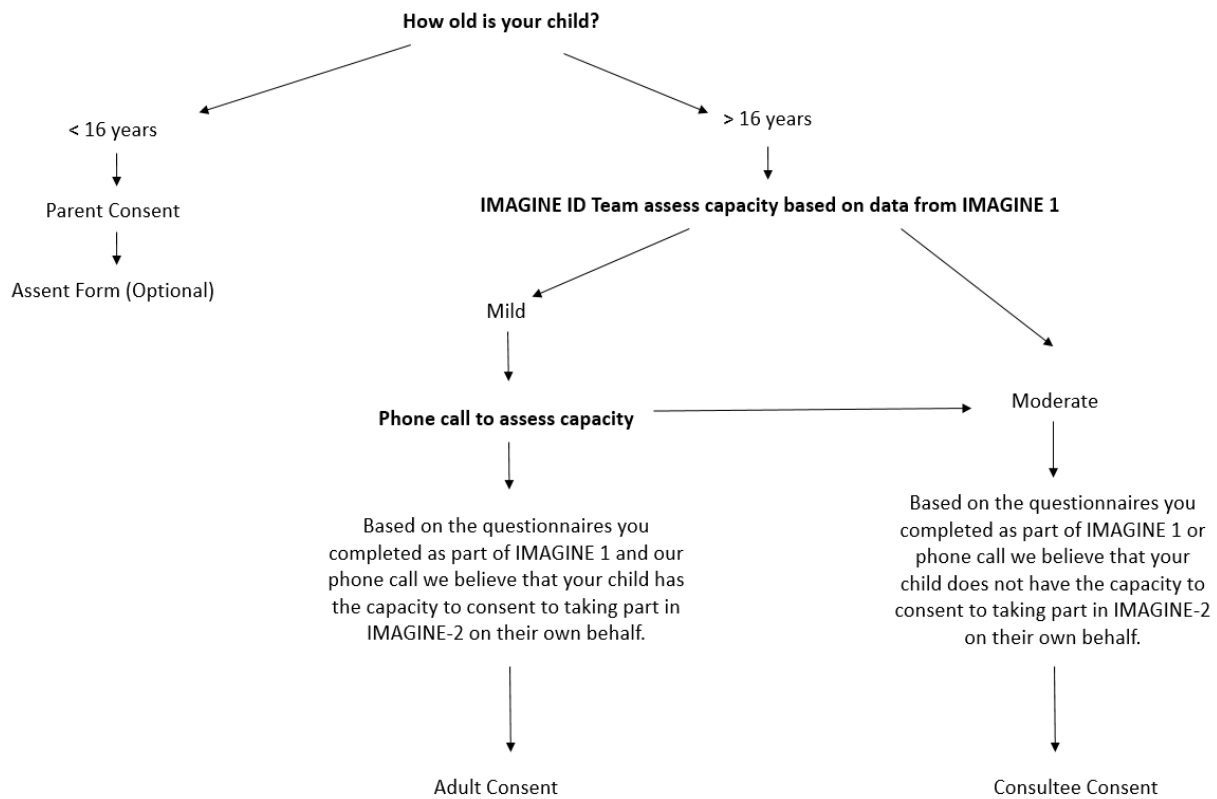 How old is your child?
< 16 years
> 16 years
Parent Consent
IMAGINE ID Team assess capacity based on data from IMAGINE 1
Assent Form (Optional)
Mild
Moderate
Phone call to assess capacity
Based on the questionnaires you
completed as part of IMAGINE 1 and our
phone call we believe that your child has
the capacity to consent to taking part in
IMAGINE-2 on their own behalf.
Based on the questionnaires you
completed as part of IMAGINE 1 or
phone call we believe that your
child does not have the capacity to
consent to taking part in IMAGINE-2
on their own behalf.
Adult Consent
Consultee Consent